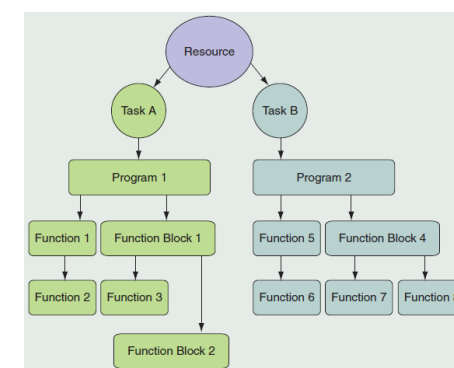 Resource
Task A
Task B
Program 1
Program 2
Function 1
Function Block 1
Function 5
Function Block 4
Function 2
Function 3
Function 6
Function 7
Function
Function Block 2